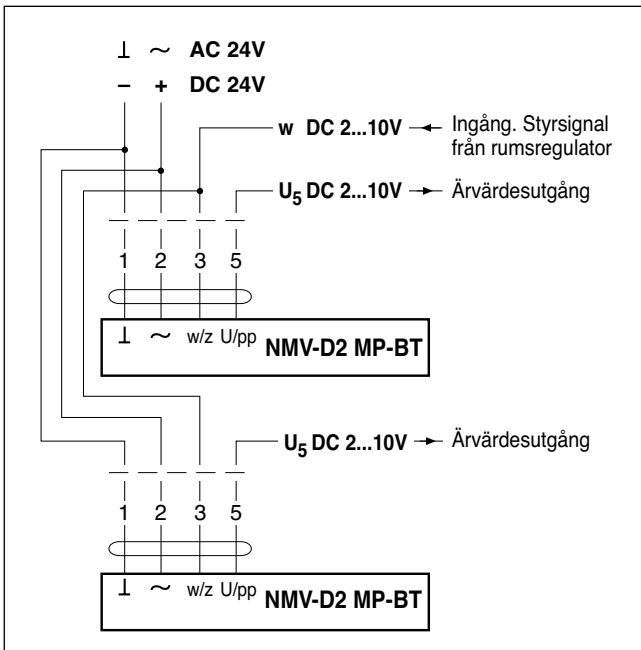 ⊥ ~ AC 24V
– + DC 24V
w DC 2...10V Ingång. Styrsignal
från rumsregulator
U5 DC 2...10V Ärvärdesutgång
1 2 3 5
⊥ ~ w/z U/pp
NMV-D2 MP-BT
U5 DC 2...10V Ärvärdesutgång
1 2 3 5
⊥ ~ w/z U/pp
NMV-D2 MP-BT